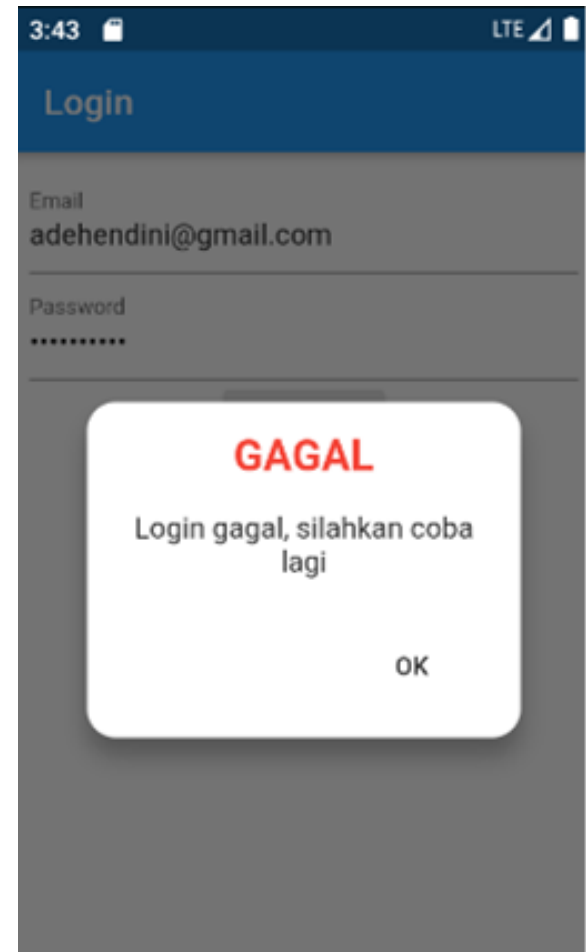 3:43 LTE
Login
Email
adehendini@gmail.com
Password
••••••••••
GAGAL
Login gagal, silahkan coba
lagi
OK